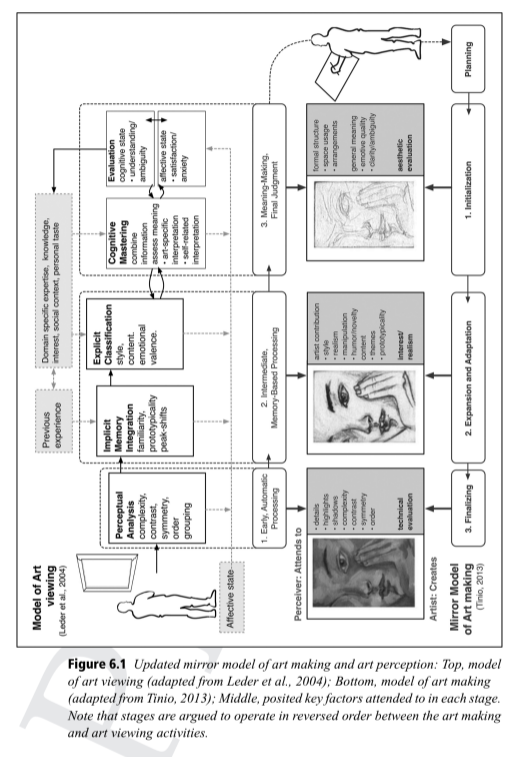 Model of Art
viewing
(Leder et al., 2004)
Previous
experience
Domain specific expertise, knowledge,
interest, social context, personal taste
Perceptual
Analysis
complexity,
contrast,
symmetry,
order
grouping
Implicit
Memory
Integration
familiarity,
prototypicality
peak-shifts
Explicit
Classification
style,
content.
emotional
valence.
Cognitive
Mastering
combine
information
assess meaning
• art-specific
interpretation
• self-related
interpretation
Evaluation
cognitive state
• understanding/
ambiguity
affective state
• satisfaction/
anxiety
Affective state
1. Early, Automatic
Processing
2. Intermediate,
Memory-Based Processing
3. Meaning-Making,
Final Judgment
Perceiver: Attends to
• details
• highlights
• shadows
• complexity
• contrast
• symmetry
• order
technical
evaluation
artist contribution
• style
• realism
• manipulation
• humor/novelty
content
• themes
• prototypicality
interest/
realism
formal structure
• space usage
• arrangements
general meaning
• emotive quality
• clarity/ambiguity
aesthetic
evaluation
Artist: Creates
3. Finalizing
2. Expansion and Adaptation
1. Initialization
Planning
Mirror Model
of Art making
(Tinio, 2013)
Figure 6.1 Updated mirror model of art making and art perception: Top, model
of art viewing (adapted from Leder et al., 2004); Bottom, model of art making
(adapted from Tinio, 2013); Middle, posited key factors attended to in each stage.
Note that stages are argued to operate in reversed order between the art making
and art viewing activities.